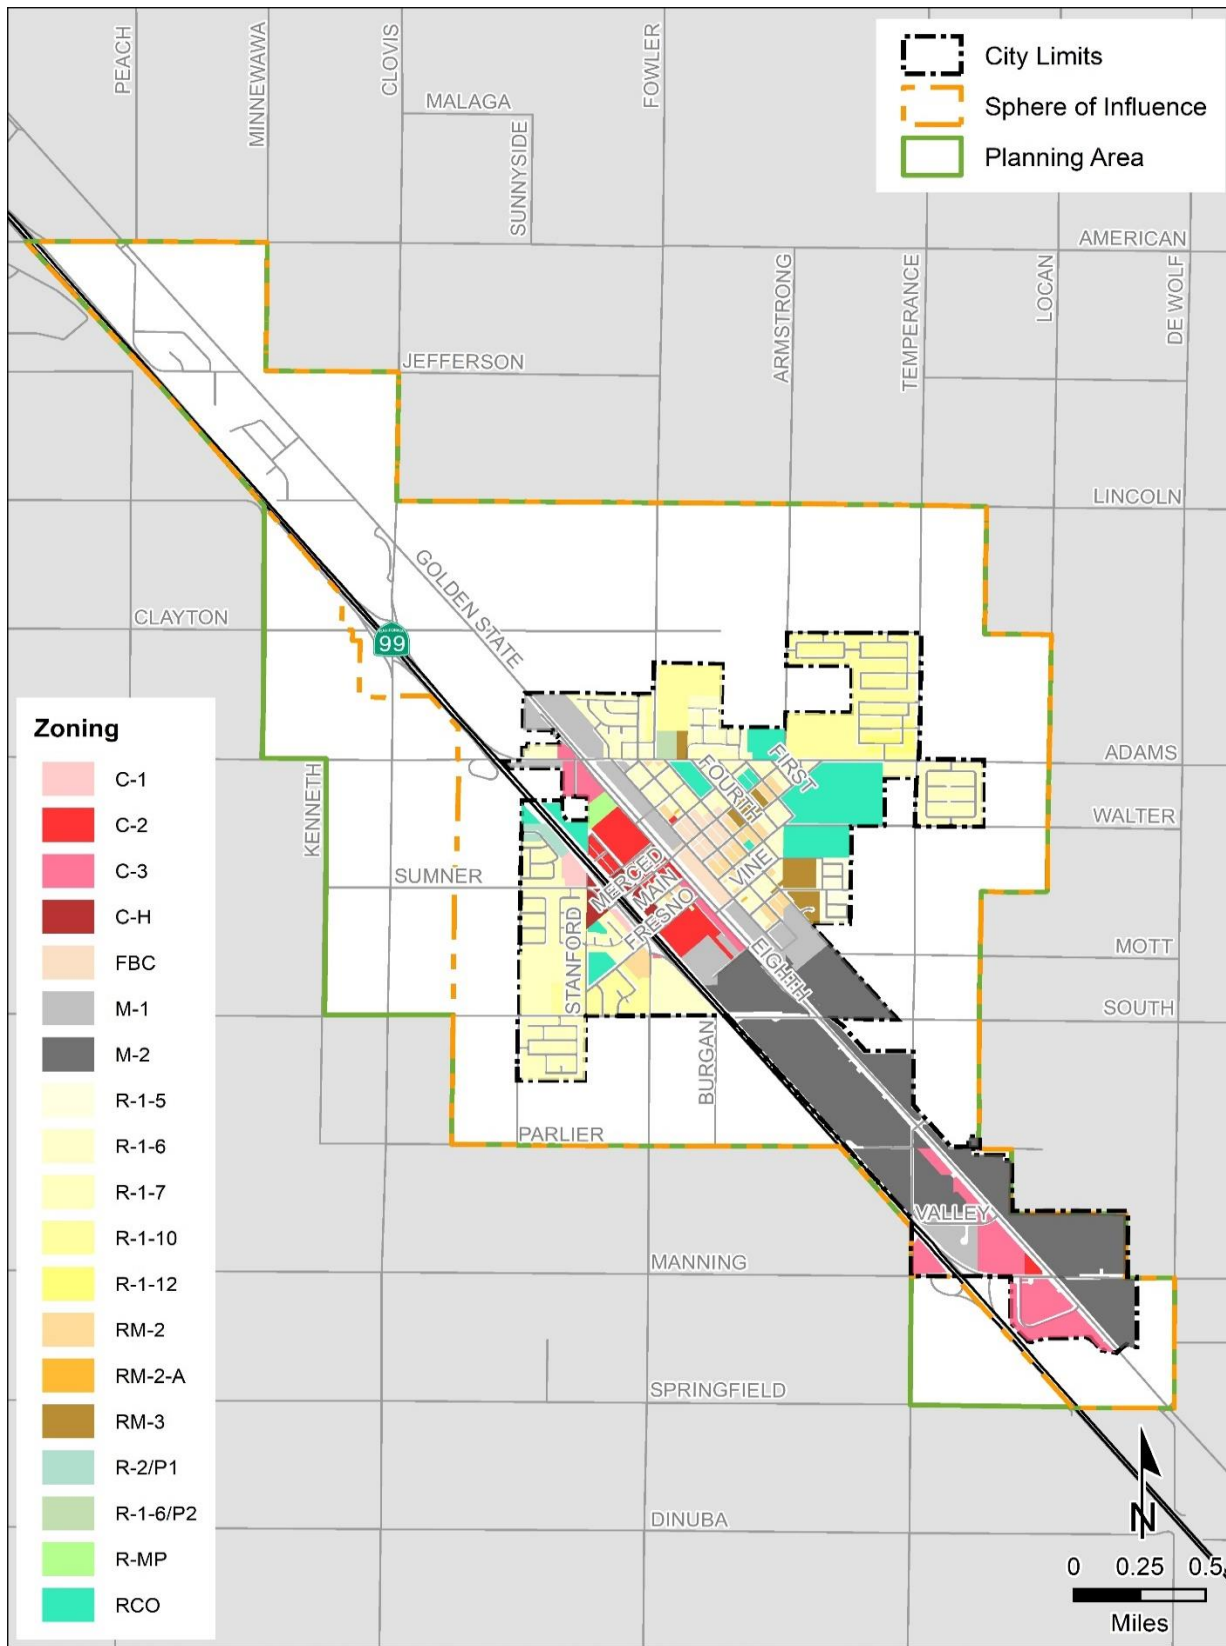 PEACH
MINNEWAWA
CLOVIS
FOWLER
MALAGA
SUNNYSIDE
City Limits
Sphere of Influence
Planning Area
AMERICAN
ARMSTRONG
TEMPERANCE
LOCAN
DE WOLF
JEFFERSON
LINCOLN
GOLDEN STATE
CLAYTON
CALIFORNIA
99
ADAMS
FIRST
FOURTH
WALTER
KENNETH
SUMNER
MERCED
MAIN
FRESNO
VINE
STANFORD
EIGHTH
MOTT
SOUTH
BURGAN
PARLIER
VALLEY
MANNING
SPRINGFIELD
DINUBA
Zoning
C-1
C-2
C-3
C-H
FBC
M-1
M-2
R-1-5
R-1-6
R-1-7
R-1-10
R-1-12
RM-2
RM-2-A
RM-3
R-2/P1
R-1-6/P2
R-MP
RCO
N
0 0.25 0.5
Miles